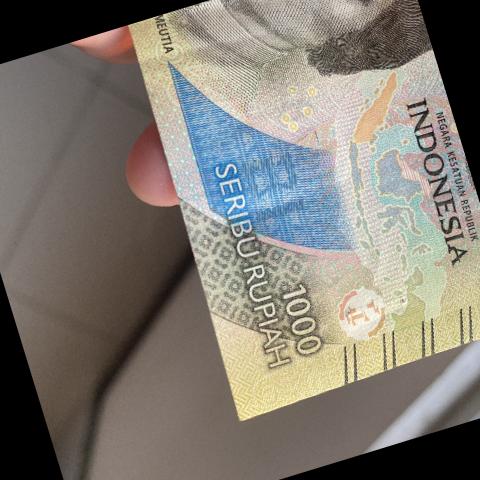 NEGARA KESATUAN REPUBLIK
INDONESIA
MEUTIA
1000
SERIBU RUPIAH